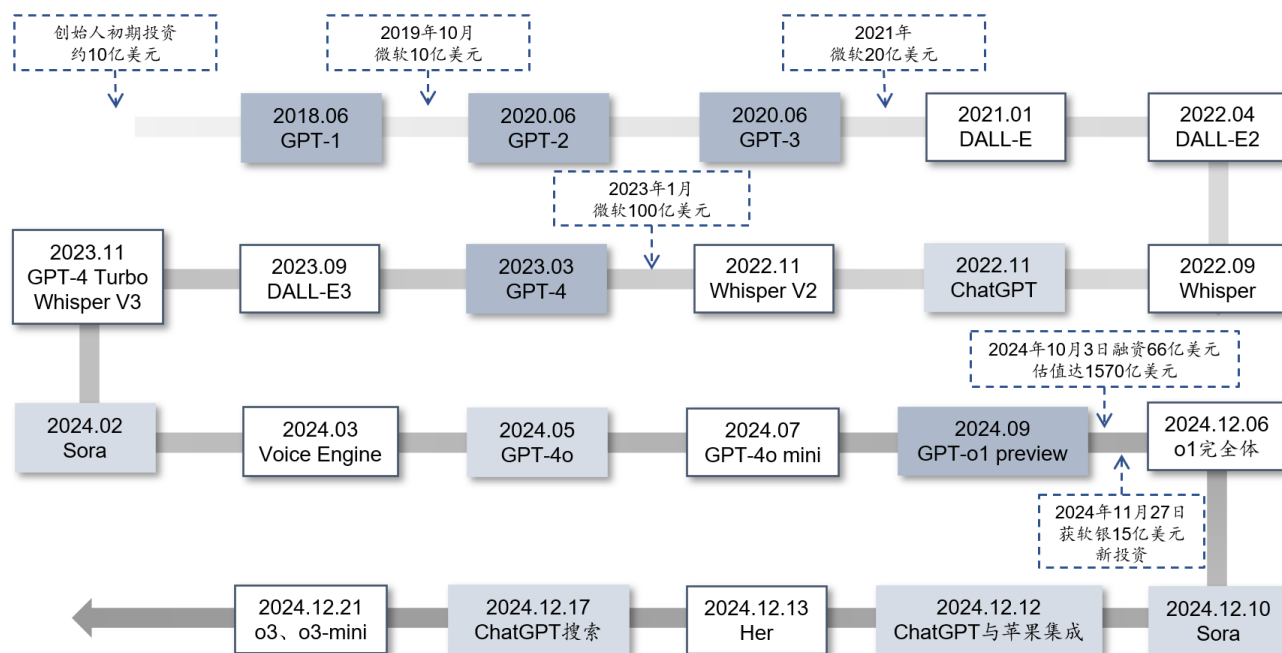 创始人初期投资
约10亿美元
2019年10月
微软10亿美元
2021年
微软20亿美元
2018.06
GPT-1
2020.06
GPT-2
2020.06
GPT-3
2021.01
DALL-E
2022.04
DALL-E2
2023年1月
微软100亿美元
2023.11
GPT-4 Turbo
Whisper V3
2023.09
DALL-E3
2023.03
GPT-4
2022.11
Whisper V2
2022.11
ChatGPT
2022.09
Whisper
2024年10月3日融资66亿美元
估值达1570亿美元
2024.02
Sora
2024.03
Voice Engine
2024.05
GPT-4o
2024.07
GPT-4o mini
2024.09
GPT-o1 preview
2024.12.06
o1完全体
2024年11月27日
获软银15亿美元
新投资
2024.12.21
o3、o3-mini
2024.12.17
ChatGPT搜索
2024.12.13
Her
2024.12.12
ChatGPT与苹果集成
2024.12.10
Sora